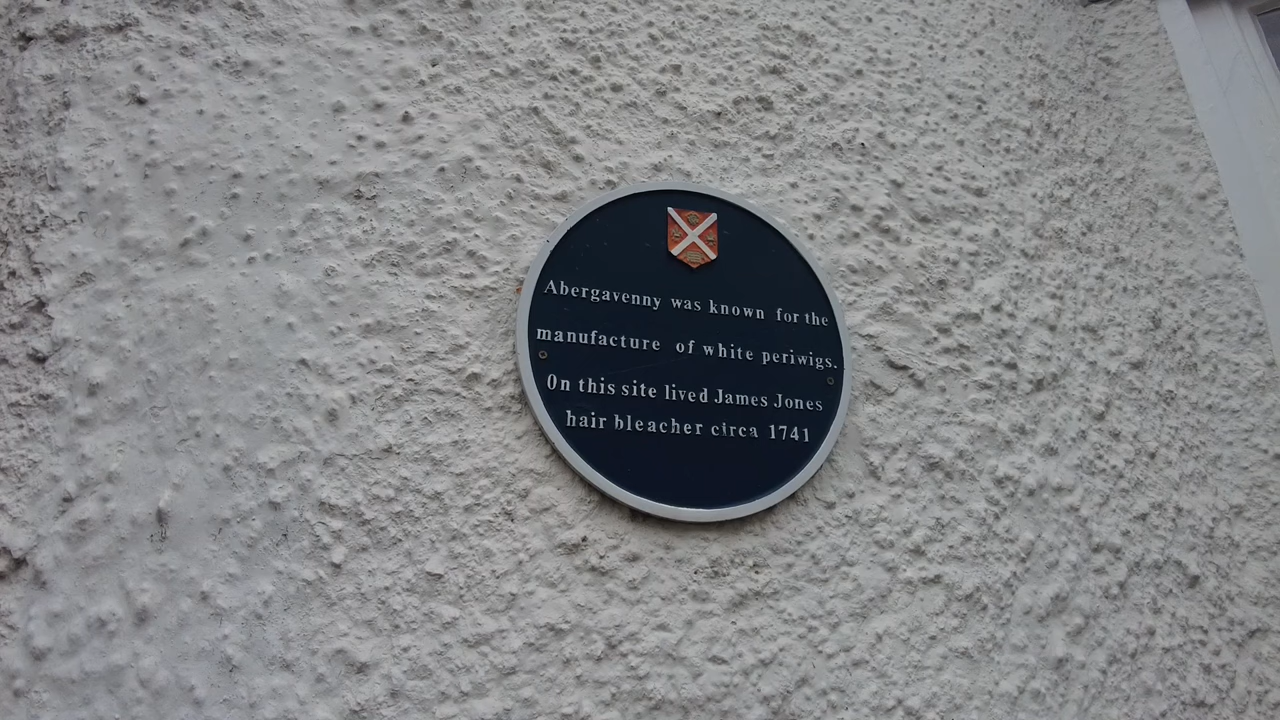 Abergavenny was known for the
manufacture of white periwigs.
On this site lived James Jones
hair bleacher circa 1741